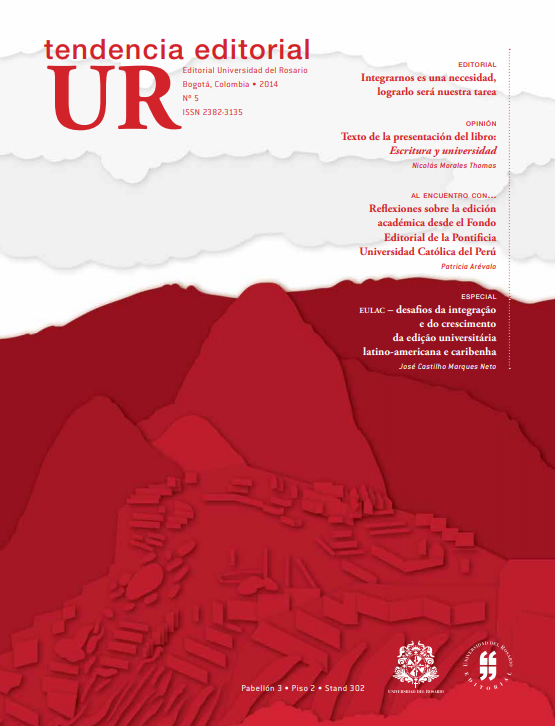 tendencia editorial
UR
Editorial Universidad del Rosario
Bogotá, Colombia • 2014
Nº 5
ISSN 2382-3135
EDITORIAL
Integrarnos es una necesidad,
lograrlo será nuestra tarea
OPINIÓN
Texto de la presentación del libro:
Escritura y universidad
Nicolás Morales Thomas
AL ENCUENTRO CON...
Reflexiones sobre la edición
académica desde el Fondo
Editorial de la Pontificia
Universidad Católica del Perú
Patricia Arévalo
ESPECIAL
EULAC – desafios da integração
e do crescimento
da edição universitária
latino-americana e caribenha
José Castilho Marques Neto
Pabellón 3 • Piso 2 • Stand 302
UNIVERSIDAD DEL ROSARIO
UNIVERSIDAD DEL ROSARIO
EDITORIAL